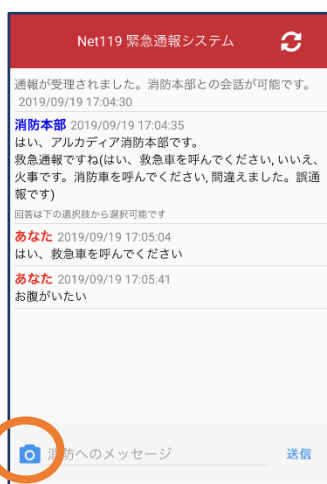 Net119 緊急通報システム
通報が受理されました。消防本部との会話が可能です。
2019/09/19 17:04:30
消防本部 2019/09/19 17:04:35
はい、アルカディア消防本部です。
救急通報ですね(はい、救急車を呼んでください, いいえ、
火事です。消防車を呼んでください, 間違えました。誤通
報です)
回答は下の選択肢から選択可能です
あなた 2019/09/19 17:05:04
はい、救急車を呼んでください
あなた 2019/09/19 17:05:41
お腹がいたい
消防へのメッセージ 送信